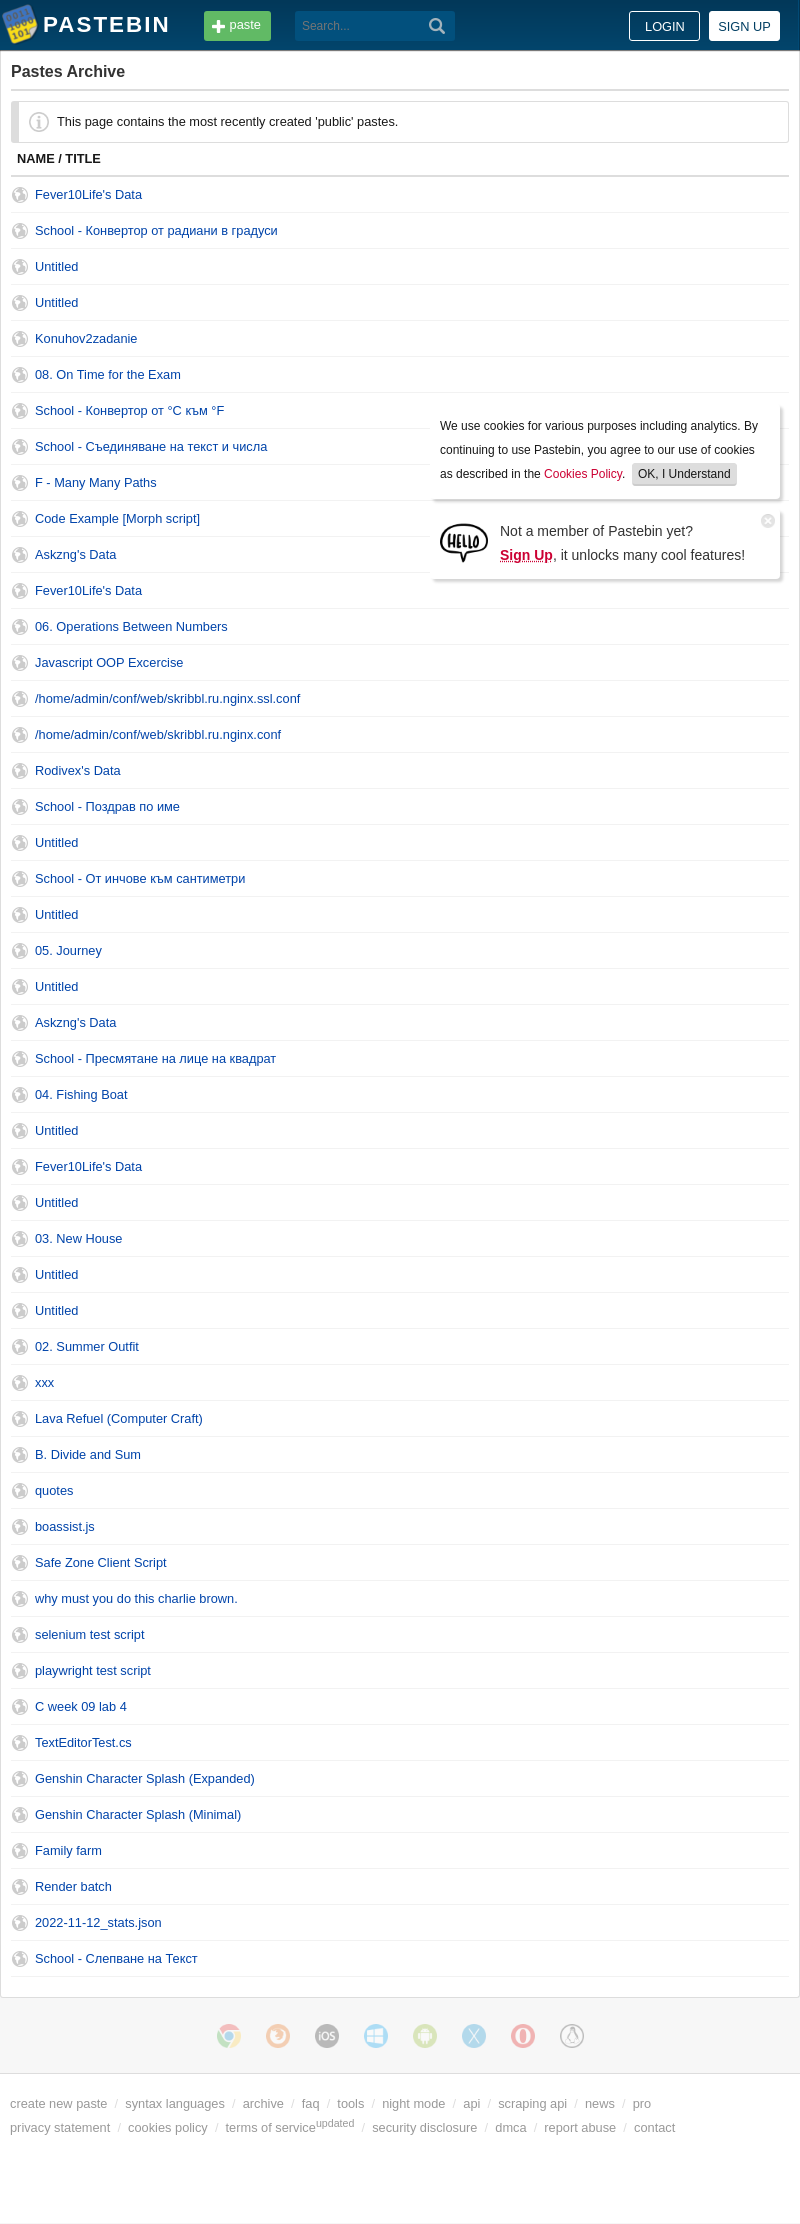 PASTEBIN
paste
Search...
LOGIN
SIGN UP
Pastes Archive
This page contains the most recently created 'public' pastes.
NAME / TITLE
Fever10Life's Data
School - Конвертор от радиани в градуси
Untitled
Untitled
Konuhov2zadanie
08. On Time for the Exam
School - Конвертор от °C към °F
School - Съединяване на текст и числа
F - Many Many Paths
Code Example [Morph script]
Askzng's Data
Fever10Life's Data
06. Operations Between Numbers
Javascript OOP Excercise
/home/admin/conf/web/skribbl.ru.nginx.ssl.conf
/home/admin/conf/web/skribbl.ru.nginx.conf
Rodivex's Data
School - Поздрав по име
Untitled
School - От инчове към сантиметри
Untitled
05. Journey
Untitled
Askzng's Data
School - Пресмятане на лице на квадрат
04. Fishing Boat
Untitled
Fever10Life's Data
Untitled
03. New House
Untitled
Untitled
02. Summer Outfit
xxx
Lava Refuel (Computer Craft)
B. Divide and Sum
quotes
boassist.js
Safe Zone Client Script
why must you do this charlie brown.
selenium test script
playwright test script
C week 09 lab 4
TextEditorTest.cs
Genshin Character Splash (Expanded)
Genshin Character Splash (Minimal)
Family farm
Render batch
2022-11-12_stats.json
School - Слепване на Текст
We use cookies for various purposes including analytics. By
continuing to use Pastebin, you agree to our use of cookies
as described in the Cookies Policy. OK, I Understand
HELLO
Not a member of Pastebin yet?
Sign Up, it unlocks many cool features!
iOS
create new paste / syntax languages / archive / faq / tools / night mode / api / scraping api / news / pro
privacy statement / cookies policy / terms of service updated / security disclosure / dmca / report abuse / contact